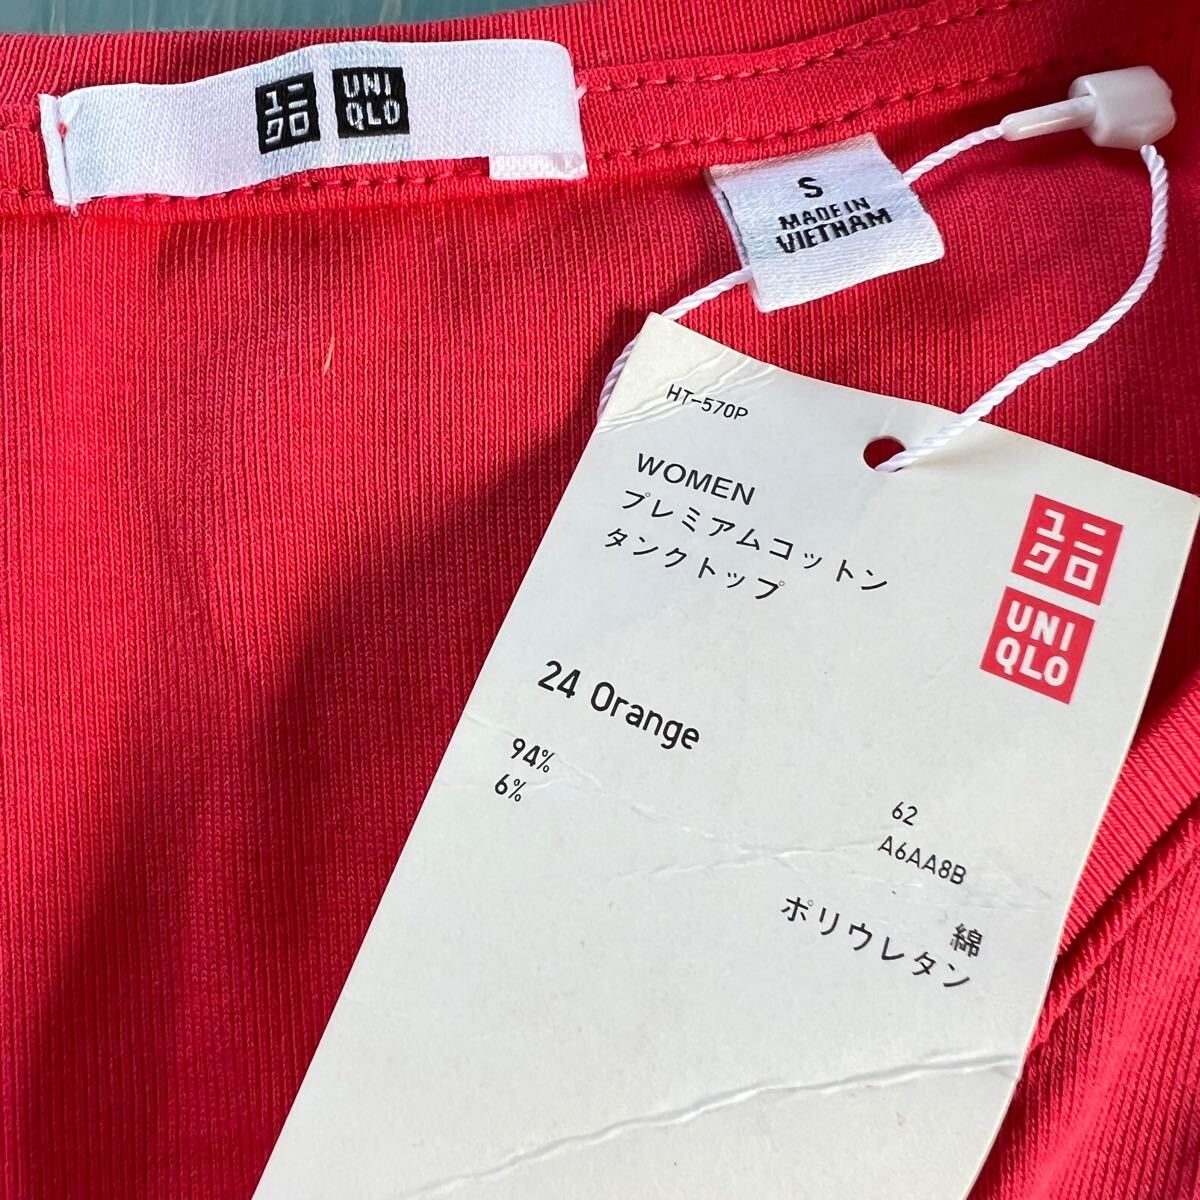 ユニ
クロ
UNI
QLO
S
MADE IN
VIETNAM
HT-570P
WOMEN
プレミアムコットン
タンクトップ
ユニ
クロ
UNI
QLO
24 Orange
94%
6%
62
A6AA8B
綿
ポリウレタン